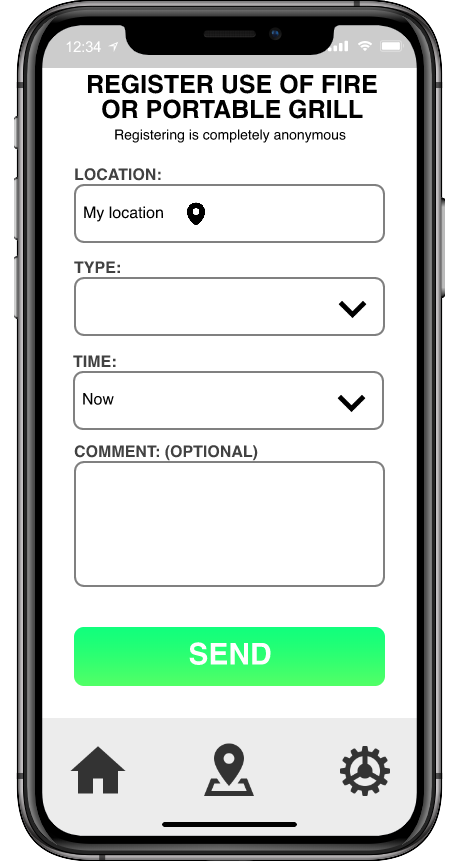 12:34
REGISTER USE OF FIRE
OR PORTABLE GRILL
Registering is completely anonymous
LOCATION:
My location
TYPE:
TIME:
Now
COMMENT: (OPTIONAL)
SEND